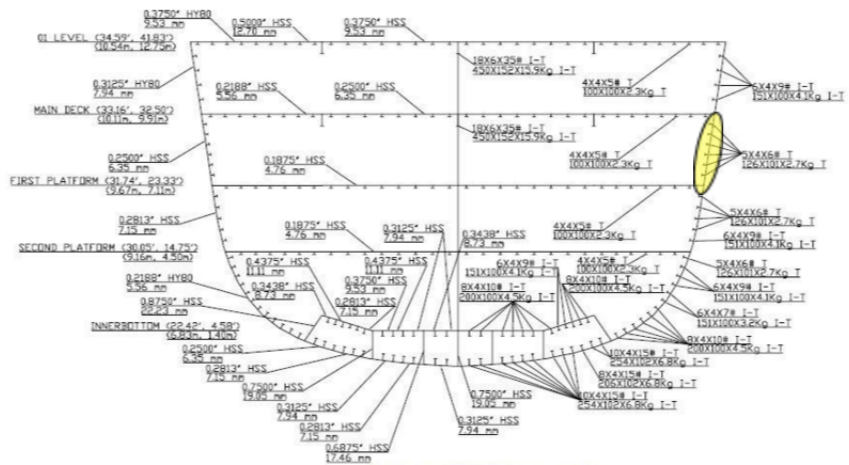 0.3750" HY80
9.53 mm
0.5000" HSS
12.70 mm
0.3750" HSS
9.53 mm
01 LEVEL (34.59', 41.83')
(10.54m, 12.75m)
18X6X35# I-T
450X152X15.9Kg I-T
4X4X5# T
100X100X2.3Kg T
6X4X9# I-T
151X100X4.1Kg I-T
0.3125" HY80
7.94 mm
0.2188" HSS
5.56 mm
0.2500" HSS
6.35 mm
MAIN DECK (33.16', 32.50')
(10.11m, 9.91m)
18X6X35# I-T
450X152X15.9Kg I-T
4X4X5# T
100X100X2.3Kg T
5X4X6# T
126X101X2.7Kg T
0.2500" HSS
6.35 mm
0.1875" HSS
4.76 mm
FIRST PLATFORM (31.74', 23.33')
(9.67m, 7.11m)
0.2813" HSS
7.15 mm
0.1875" HSS
4.76 mm
0.3125" HSS
7.94 mm
0.3438" HSS
8.73 mm
4X4X5# T
100X100X2.3Kg T
5X4X6# T
126X101X2.7Kg T
6X4X9# I-T
151X100X4.1Kg I-T
SECOND PLATFORM (30.05', 14.75')
(9.16m, 4.50m)
0.4375" HSS
11.11 mm
0.4375" HSS
11.11 mm
6X4X9# I-T
151X100X4.1Kg I-T
4X4X5# T
100X100X2.3Kg T
5X4X6# T
126X101X2.7Kg T
0.2188" HY80
5.56 mm
0.3438" HSS
8.73 mm
0.3750" HSS
9.53 mm
0.2813" HSS
7.15 mm
8X4X10# I-T
200X100X4.5Kg I-T
8X4X10# I-T
200X100X4.5Kg I-T
6X4X9# I-T
151X100X4.1Kg I-T
0.8750" HSS
22.23 mm
6X4X7# I-T
151X100X3.2Kg I-T
INNERBOTTOM (22.42', 4.58')
(6.83m, 1.40m)
8X4X10# I-T
200X100X4.5Kg I-T
0.2500" HSS
6.35 mm
10X4X15# I-T
254X102X6.8Kg I-T
0.2813" HSS
7.15 mm
8X4X15# I-T
206X102X6.8Kg I-T
0.7500" HSS
19.05 mm
0.7500" HSS
19.05 mm
10X4X15# I-T
254X102X6.8Kg I-T
0.3125" HSS
7.94 mm
0.3125" HSS
7.94 mm
0.2813" HSS
7.15 mm
0.6875" HSS
17.46 mm